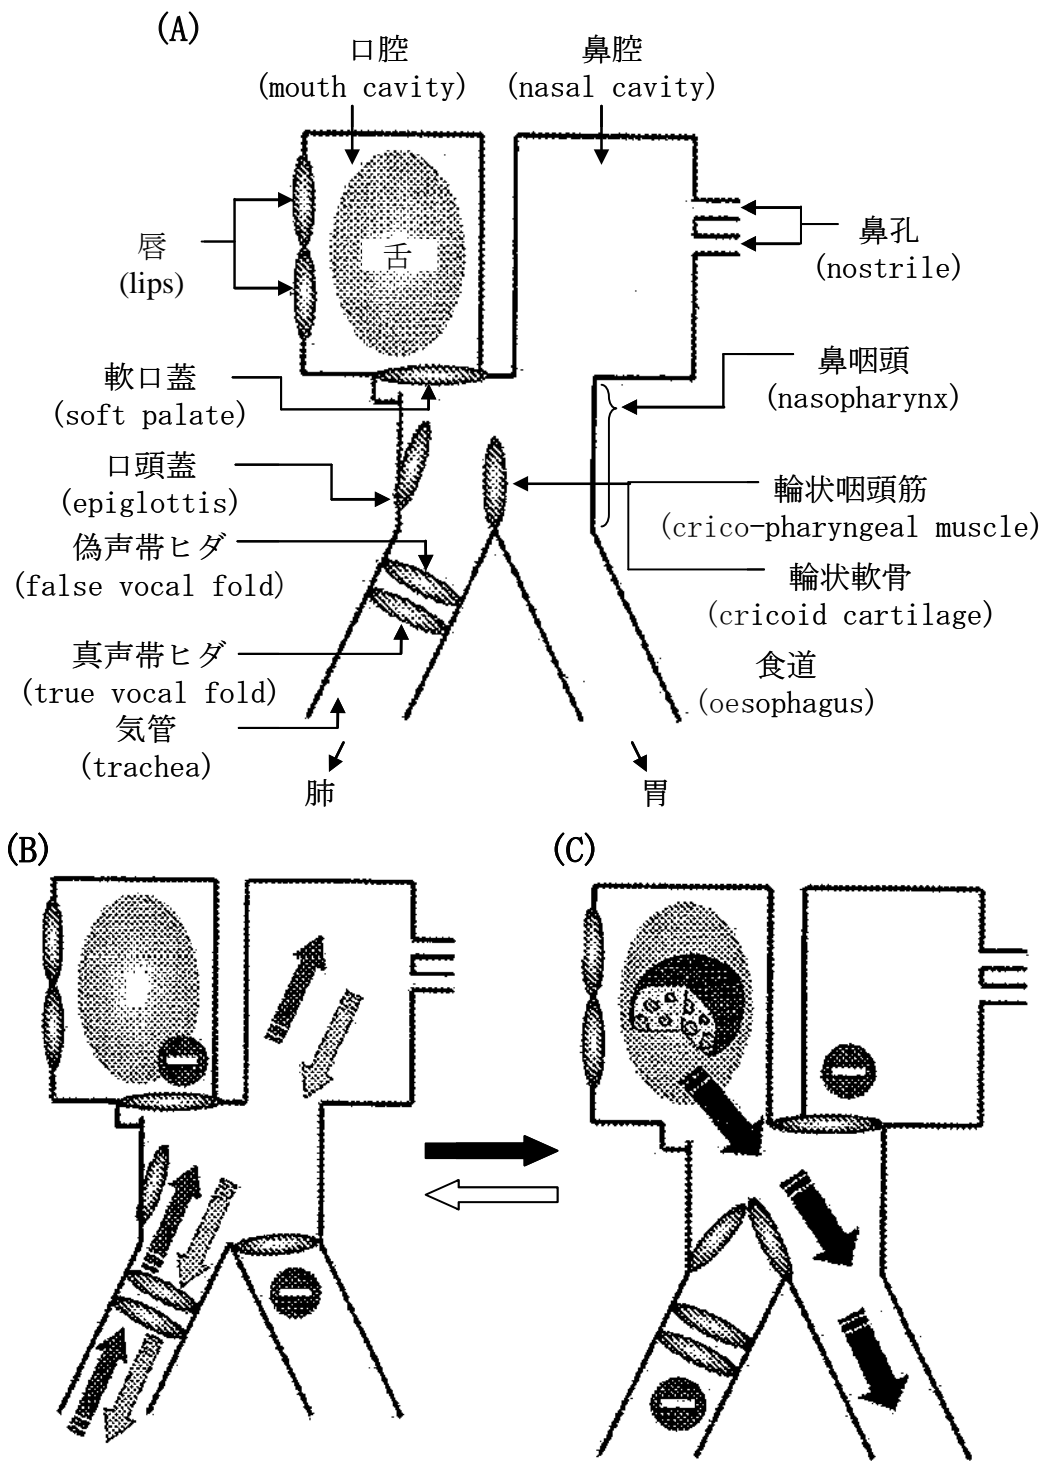 (A)
口腔
(mouth cavity)
鼻腔
(nasal cavity)
舌
唇
(lips)
鼻孔
(nostrile)
軟口蓋
(soft palate)
鼻咽頭
(nasopharynx)
口頭蓋
(epiglottis)
輪状咽頭筋
(crico-pharyngeal muscle)
偽声帯ヒダ
(false vocal fold)
輪状軟骨
(cricoid cartilage)
真声帯ヒダ
(true vocal fold)
食道
(oesophagus)
気管
(trachea)
肺
胃
(B)
(C)